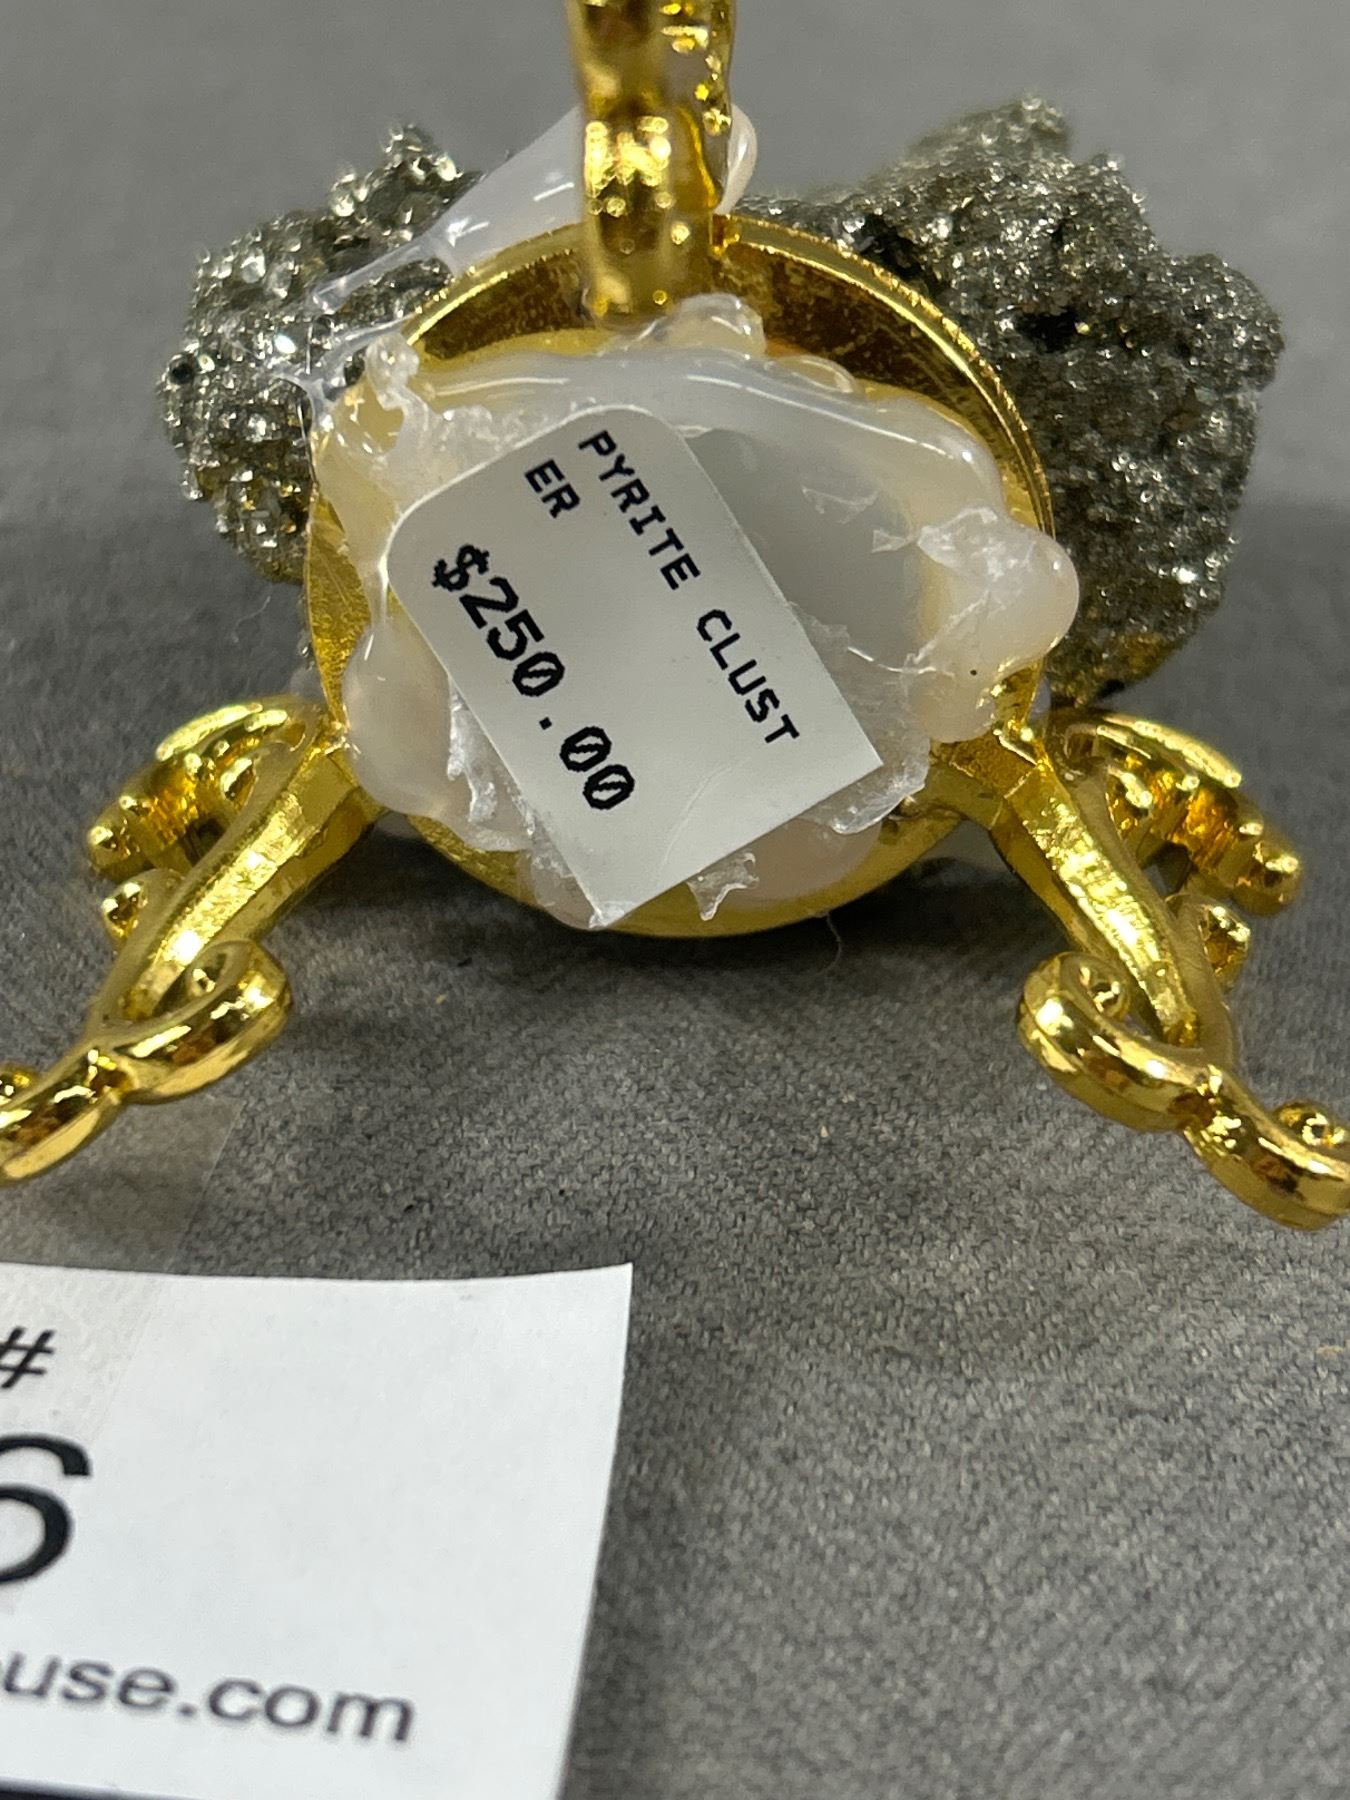 PYRITE CLUST
ER
$250.00
#
6
use.com